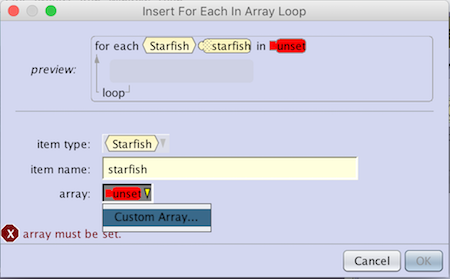 Insert For Each In Array Loop
for each Starfish starfish in unset
preview:
loop
item type: Starfish
item name: starfish
array: unset
Custom Array...
array must be set.
Cancel OK